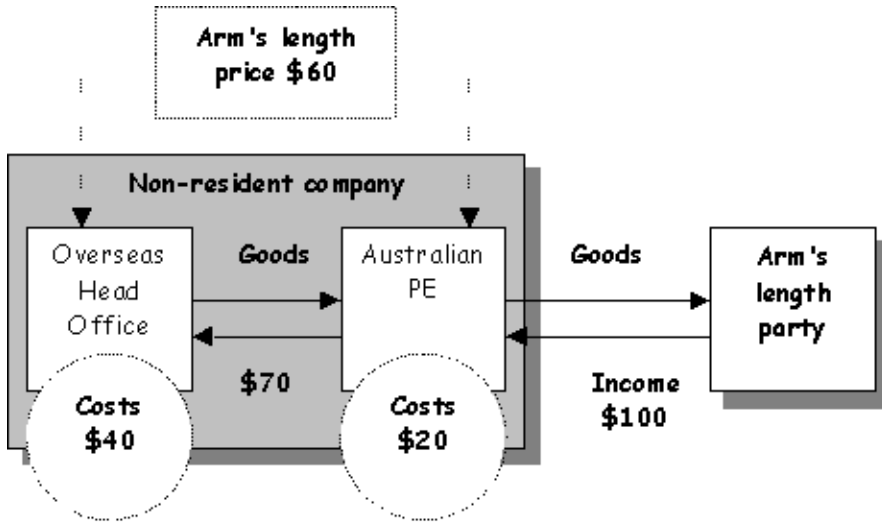 Arm's length
price $60
Non-resident company
Overseas
Head
Office
Goods
Australian
PE
Goods
Arm's
length
party
$70
Income
$100
Costs
$40
Costs
$20